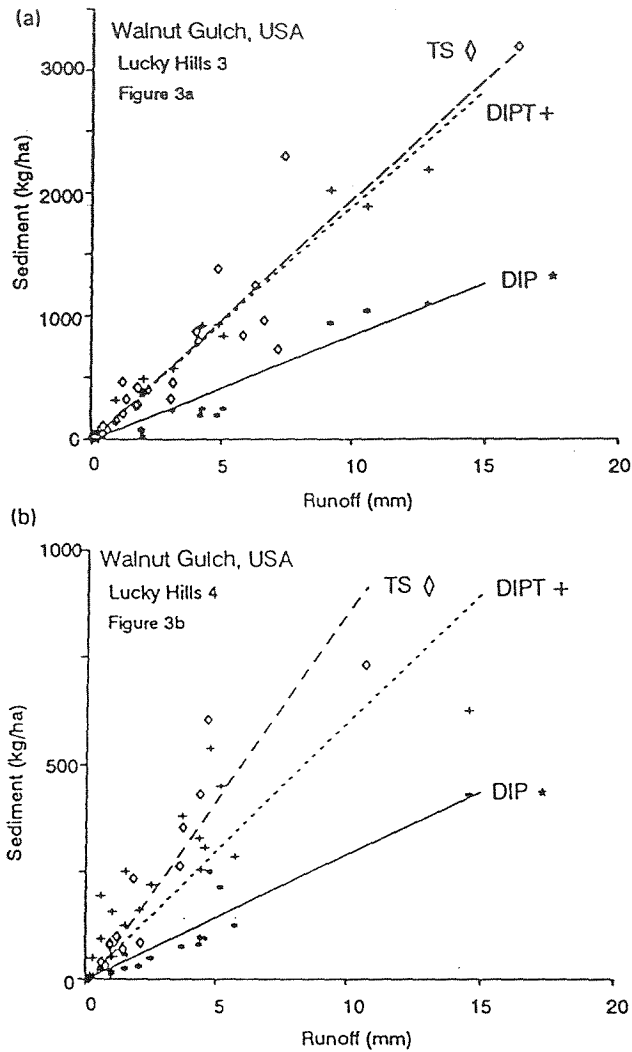 (a)
Walnut Gulch, USA
Lucky Hills 3
Figure 3a
TS ◊
DIPT +
DIP *
Sediment (kg/ha)
3000
2000
1000
0
0 5 10 15 20
Runoff (mm)
(b)
Walnut Gulch, USA
Lucky Hills 4
Figure 3b
TS ◊
DIPT +
DIP *
Sediment (kg/ha)
1000
500
0
0 5 10 15 20
Runoff (mm)